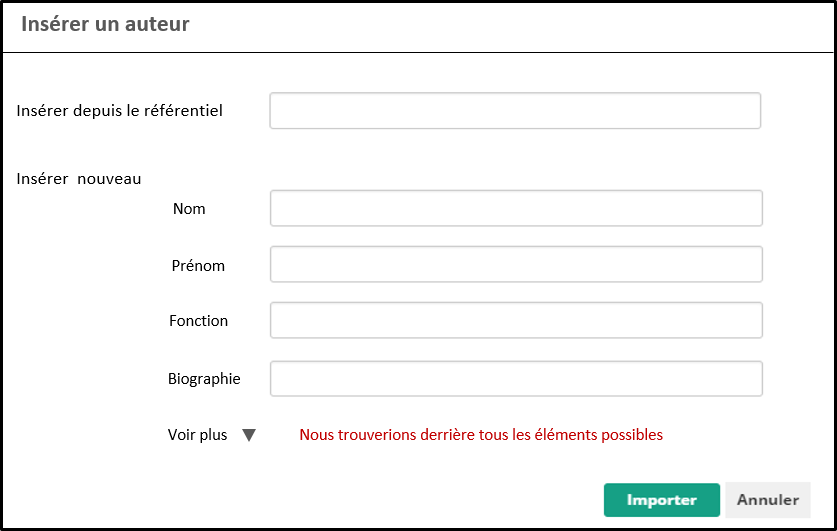 Insérer un auteur
Insérer depuis le référentiel
Insérer nouveau
Nom
Prénom
Fonction
Biographie
Voir plus ▼ Nous trouverions derrière tous les éléments possibles
Importer Annuler